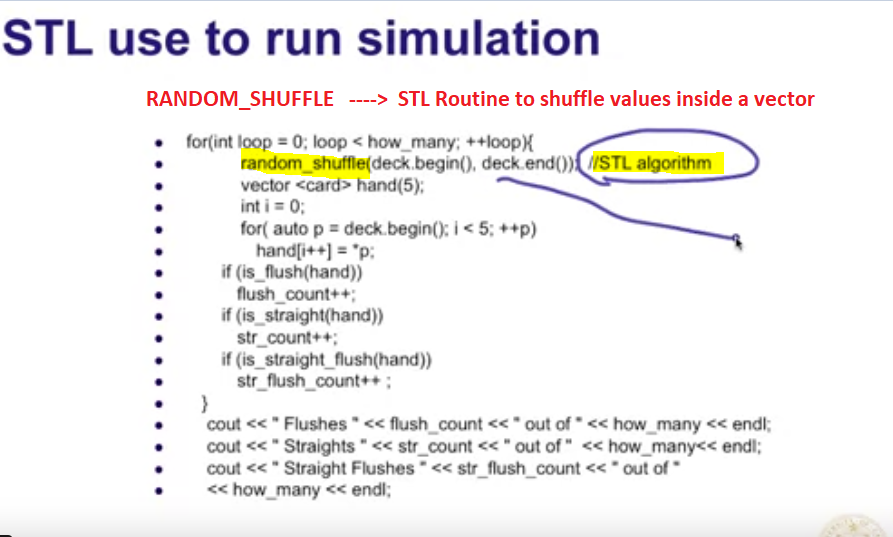 STL use to run simulation
RANDOM_SHUFFLE ----> STL Routine to shuffle values inside a vector
• for(int loop = 0; loop < how_many; ++loop){
• random_shuffle(deck.begin(), deck.end()); //STL algorithm
• vector <card> hand(5);
• int i = 0;
• for( auto p = deck.begin(); i < 5; ++p)
• hand[i++] = *p;
• if (is_flush(hand))
• flush_count++;
• if (is_straight(hand))
• str_count++;
• if (is_straight_flush(hand))
• str_flush_count++ ;
• }
• cout << " Flushes " << flush_count << " out of " << how_many << endl;
• cout << " Straights " << str_count << " out of " << how_many<< endl;
• cout << " Straight Flushes " << str_flush_count << " out of "
• << how_many << endl;